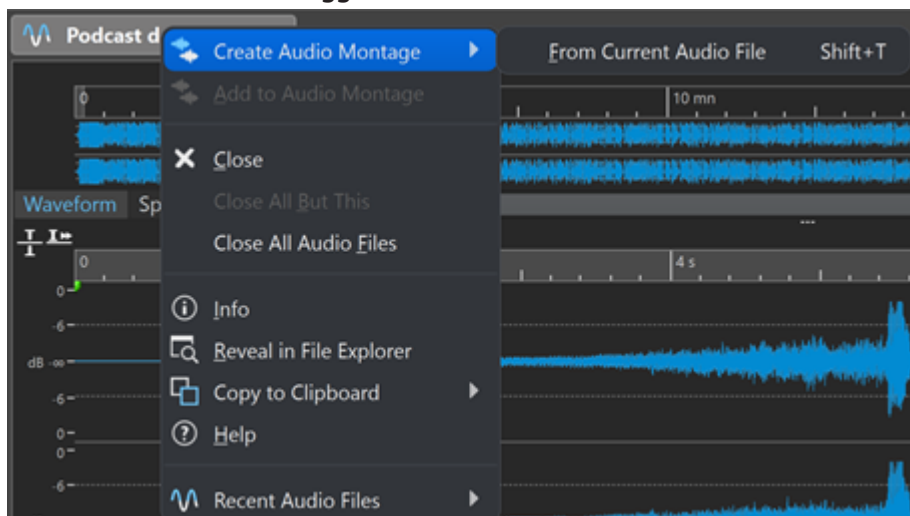 gg
Podcast d
Create Audio Montage
From Current Audio File Shift+T
Add to Audio Montage
0
10 mn
Close
Close All But This
Waveform Sp
Close All Audio Files
0
4 s
0
Info
-6
Reveal in File Explorer
dB -∞
Copy to Clipboard
-6
0
Help
0
-6
Recent Audio Files